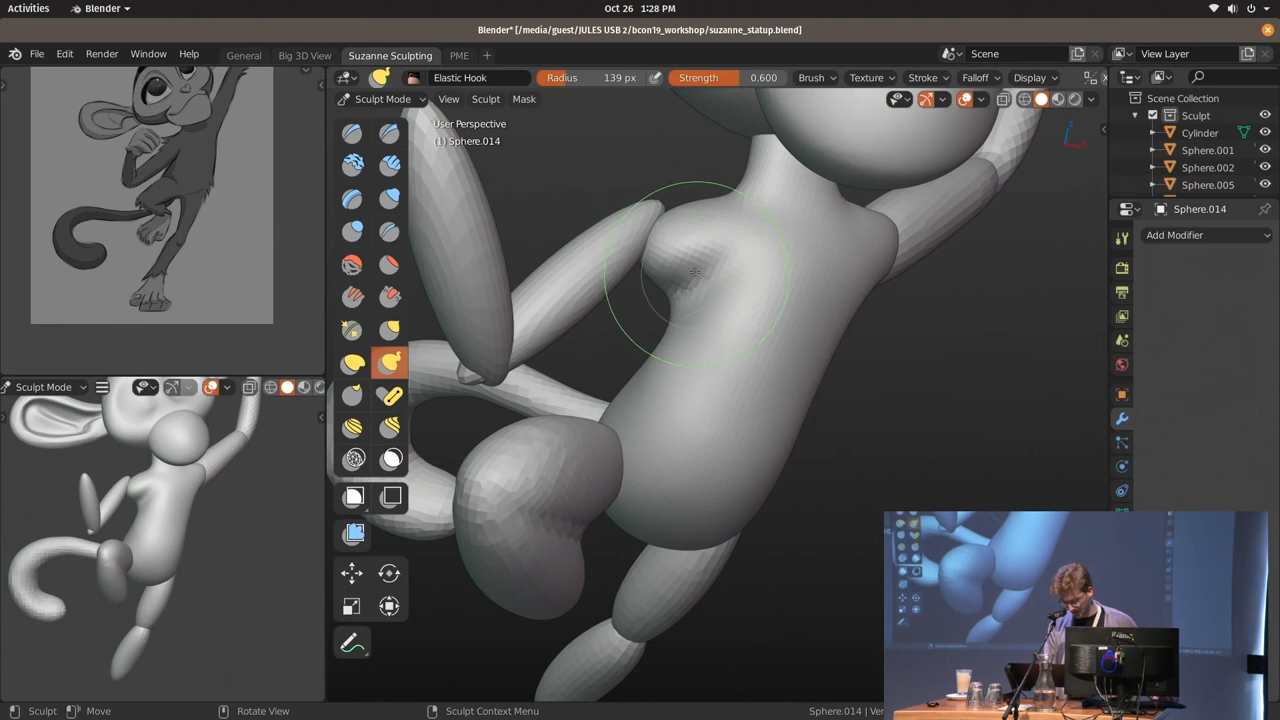 Activities
Blender
Oct 26 1:28 PM
Blender* [/media/guest/JULES USB 2/bcon19_workshop/suzanne_statup.blend]
File Edit Render Window Help
General Big 3D View Suzanne Sculpting PME +
Scene
View Layer
Elastic Hook
Radius 139 px
Strength 0.600
Brush Texture Stroke Falloff Display
Sculpt Mode View Sculpt Mask
User Perspective
(1) Sphere.014
Scene Collection
Sculpt
Cylinder
Sphere.001
Sphere.002
Sphere.005
Sphere.014
Add Modifier
Sculpt Mode
Sculpt Move Rotate View Sculpt Context Menu
Sphere.014 | Ver